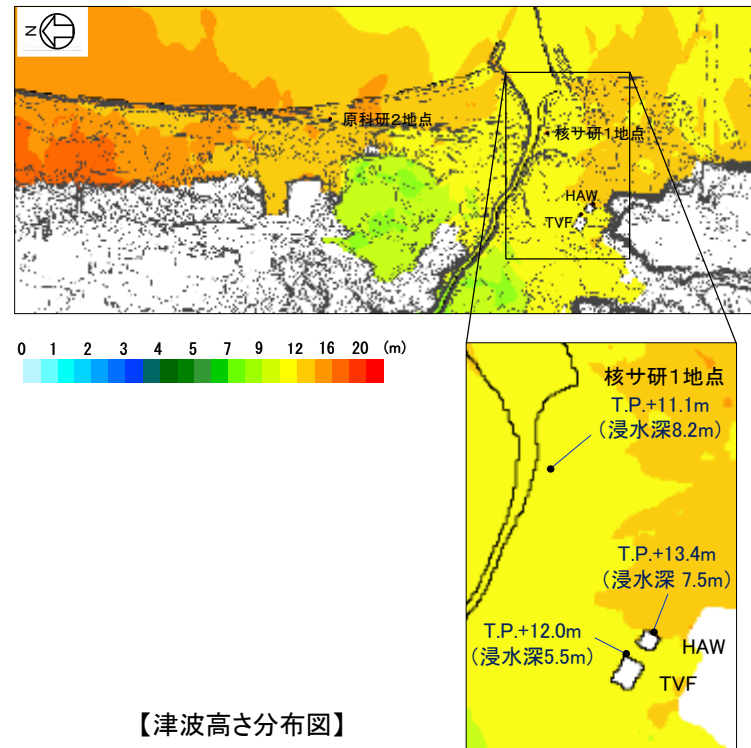 N
原科研2地点
核サ研1地点
HAW
TVF
0 1 2 3 4 5 7 9 12 16 20 (m)
核サ研1地点
T.P.+11.1m
(浸水深8.2m)
T.P.+13.4m
(浸水深 7.5m)
T.P.+12.0m
(浸水深5.5m)
HAW
TVF
【津波高さ分布図】